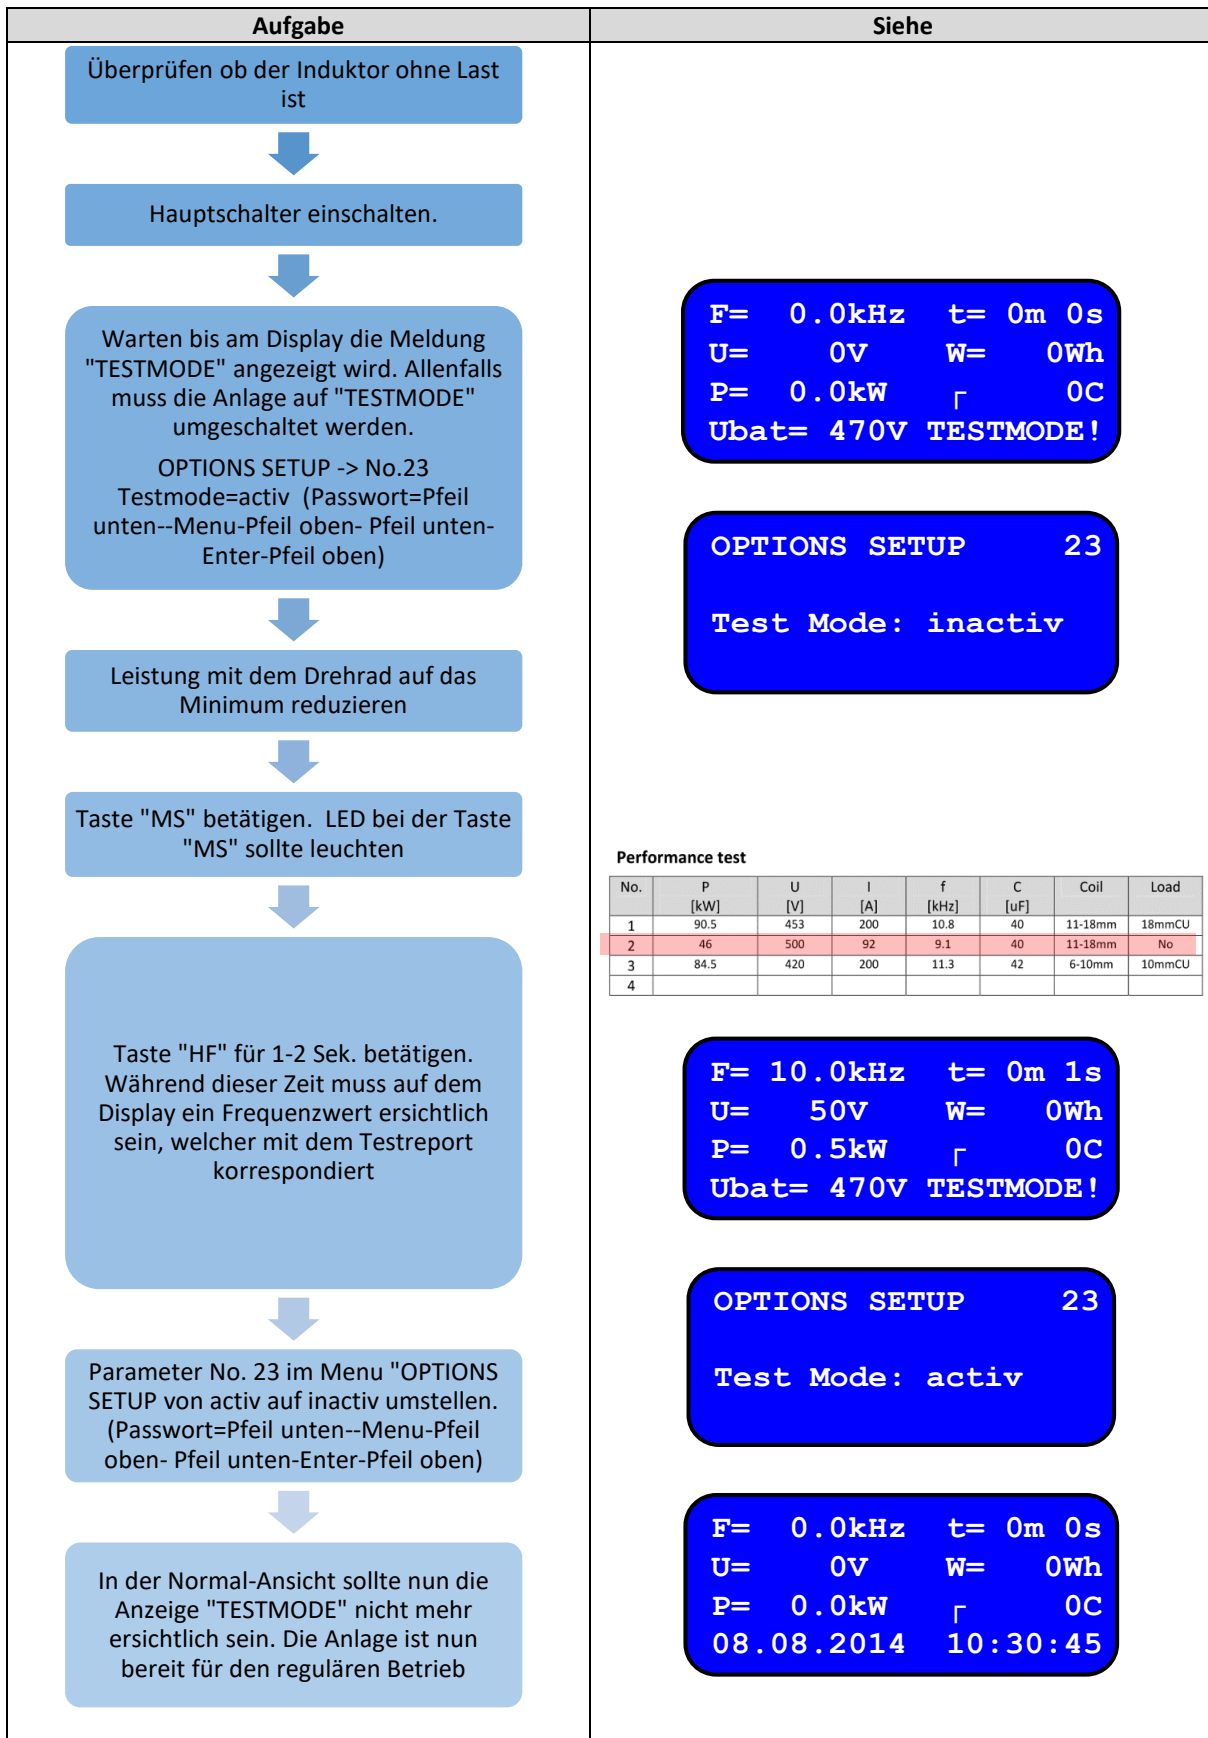 Aufgabe
Siehe
Überprüfen ob der Induktor ohne Last
ist
Hauptschalter einschalten.
Warten bis am Display die Meldung
"TESTMODE" angezeigt wird. Allenfalls
muss die Anlage auf "TESTMODE"
umgeschaltet werden.
OPTIONS SETUP -> No.23
Testmode=activ (Passwort=Pfeil
unten--Menu-Pfeil oben- Pfeil unten-
Enter-Pfeil oben)
F= 0.0kHz t= 0m 0s
U= 0V W= 0Wh
P= 0.0kW ┌ 0C
Ubat= 470V TESTMODE!
OPTIONS SETUP 23
Test Mode: inactiv
Leistung mit dem Drehrad auf das
Minimum reduzieren
Taste "MS" betätigen. LED bei der Taste
"MS" sollte leuchten
Performance test
No. P U I f C Coil Load
[kW] [V] [A] [kHz] [uF]
1 90.5 453 200 10.8 40 11-18mm 18mmCU
2 46 500 92 9.1 40 11-18mm No
3 84.5 420 200 11.3 42 6-10mm 10mmCU
4
Taste "HF" für 1-2 Sek. betätigen.
Während dieser Zeit muss auf dem
Display ein Frequenzwert ersichtlich
sein, welcher mit dem Testreport
korrespondiert
F= 10.0kHz t= 0m 1s
U= 50V W= 0Wh
P= 0.5kW ┌ 0C
Ubat= 470V TESTMODE!
OPTIONS SETUP 23
Test Mode: activ
Parameter No. 23 im Menu "OPTIONS
SETUP von activ auf inactiv umstellen.
(Passwort=Pfeil unten--Menu-Pfeil
oben- Pfeil unten-Enter-Pfeil oben)
In der Normal-Ansicht sollte nun die
Anzeige "TESTMODE" nicht mehr
ersichtlich sein. Die Anlage ist nun
bereit für den regulären Betrieb
F= 0.0kHz t= 0m 0s
U= 0V W= 0Wh
P= 0.0kW ┌ 0C
08.08.2014 10:30:45